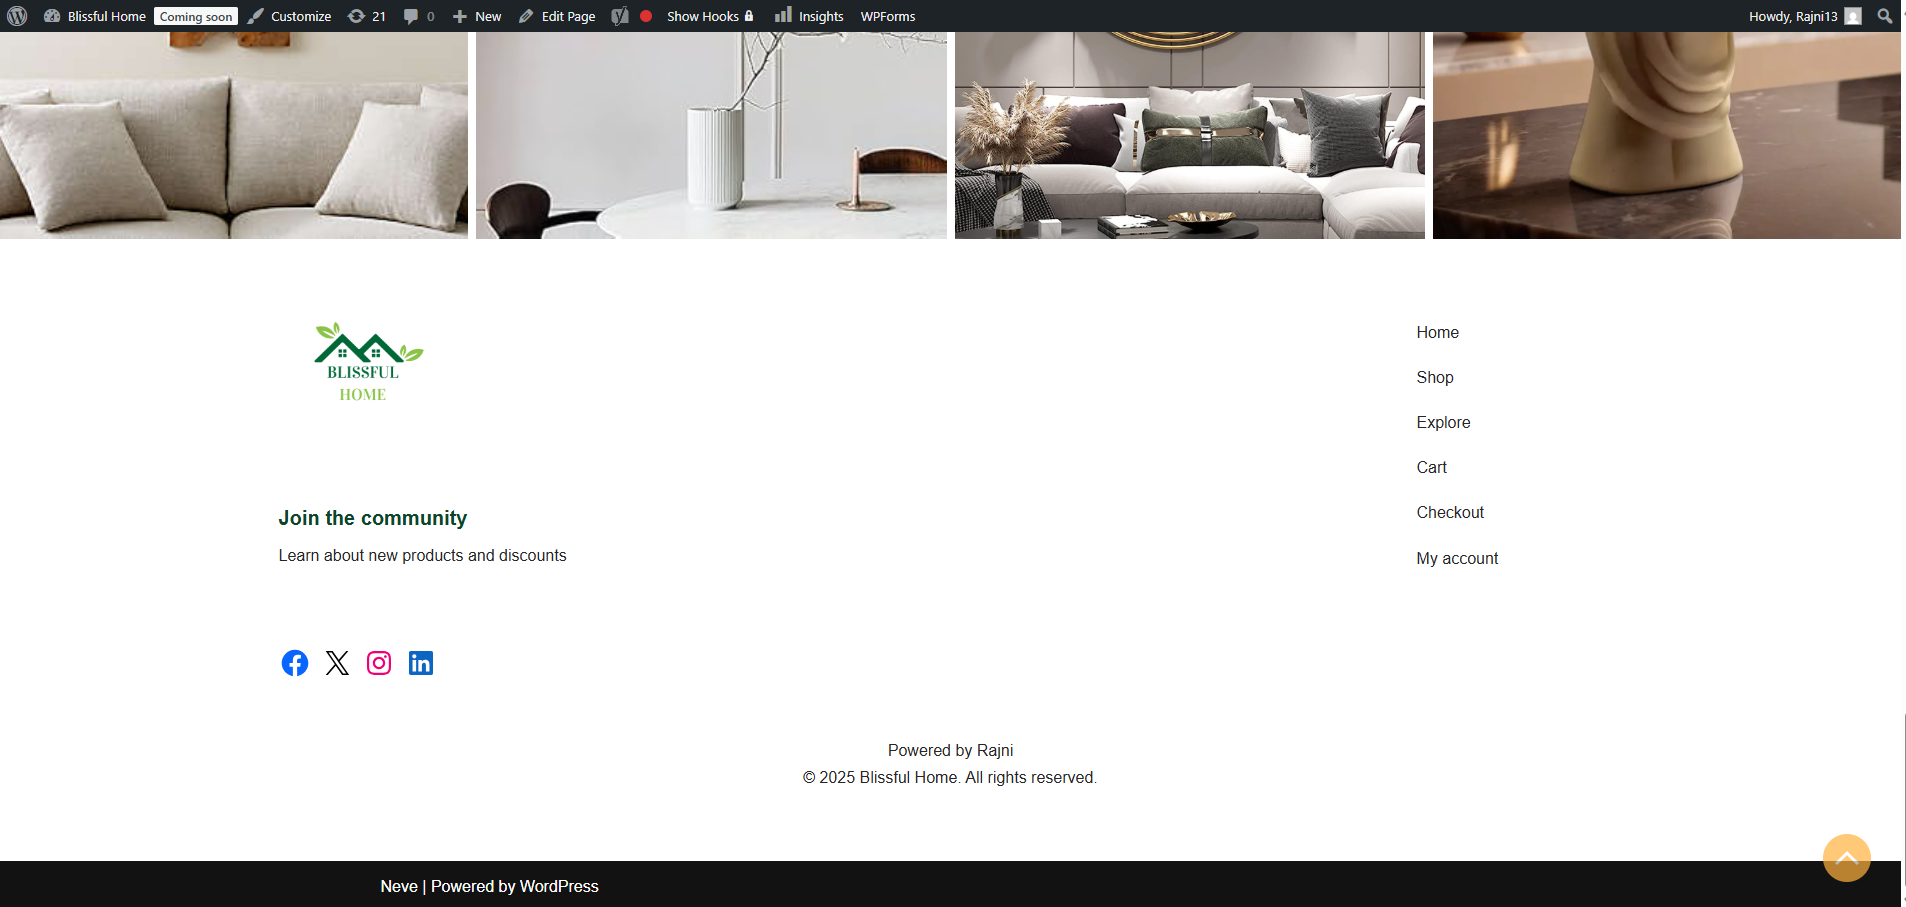 Blissful Home Coming soon Customize 21 0 New Edit Page Show Hooks Insights WPForms Howdy, Rajni13
BLISSFUL
HOME
Join the community
Learn about new products and discounts
Home
Shop
Explore
Cart
Checkout
My account
Powered by Rajni
© 2025 Blissful Home. All rights reserved.
Neve | Powered by WordPress